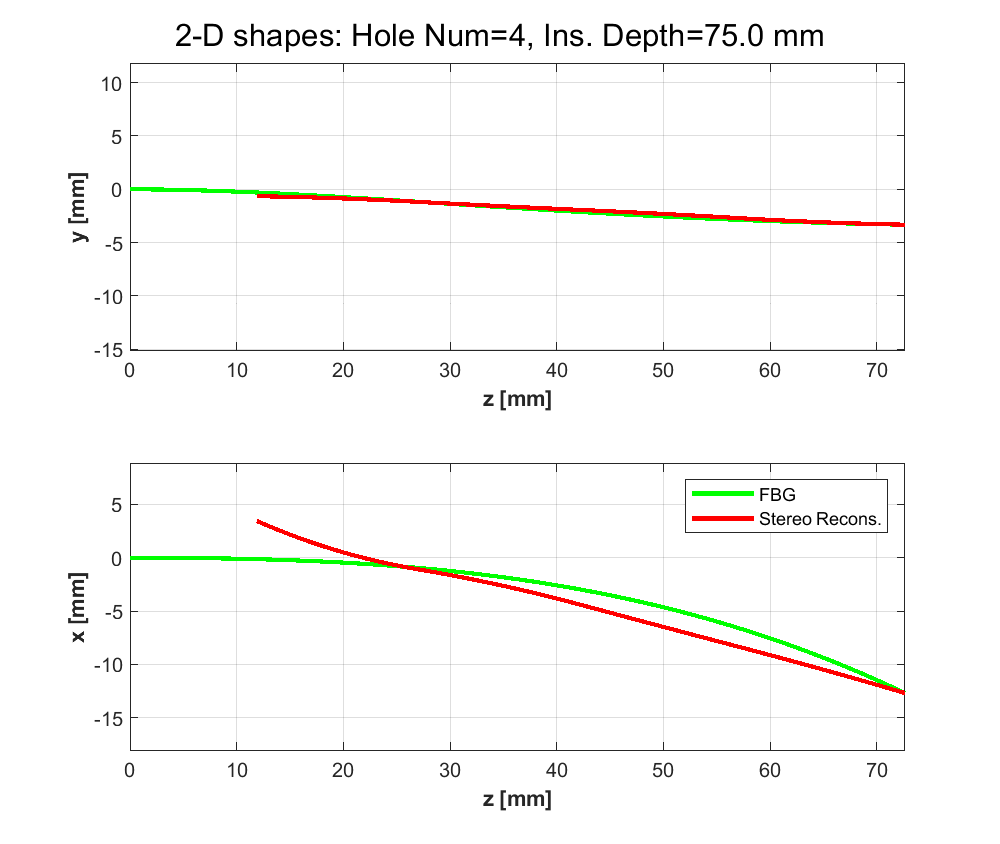 2-D shapes: Hole Num=4, Ins. Depth=75.0 mm
10
5
0
-5
-10
-15
y [mm]
0 10 20 30 40 50 60 70
z [mm]
FBG
Stereo Recons.
5
0
-5
-10
-15
x [mm]
0 10 20 30 40 50 60 70
z [mm]